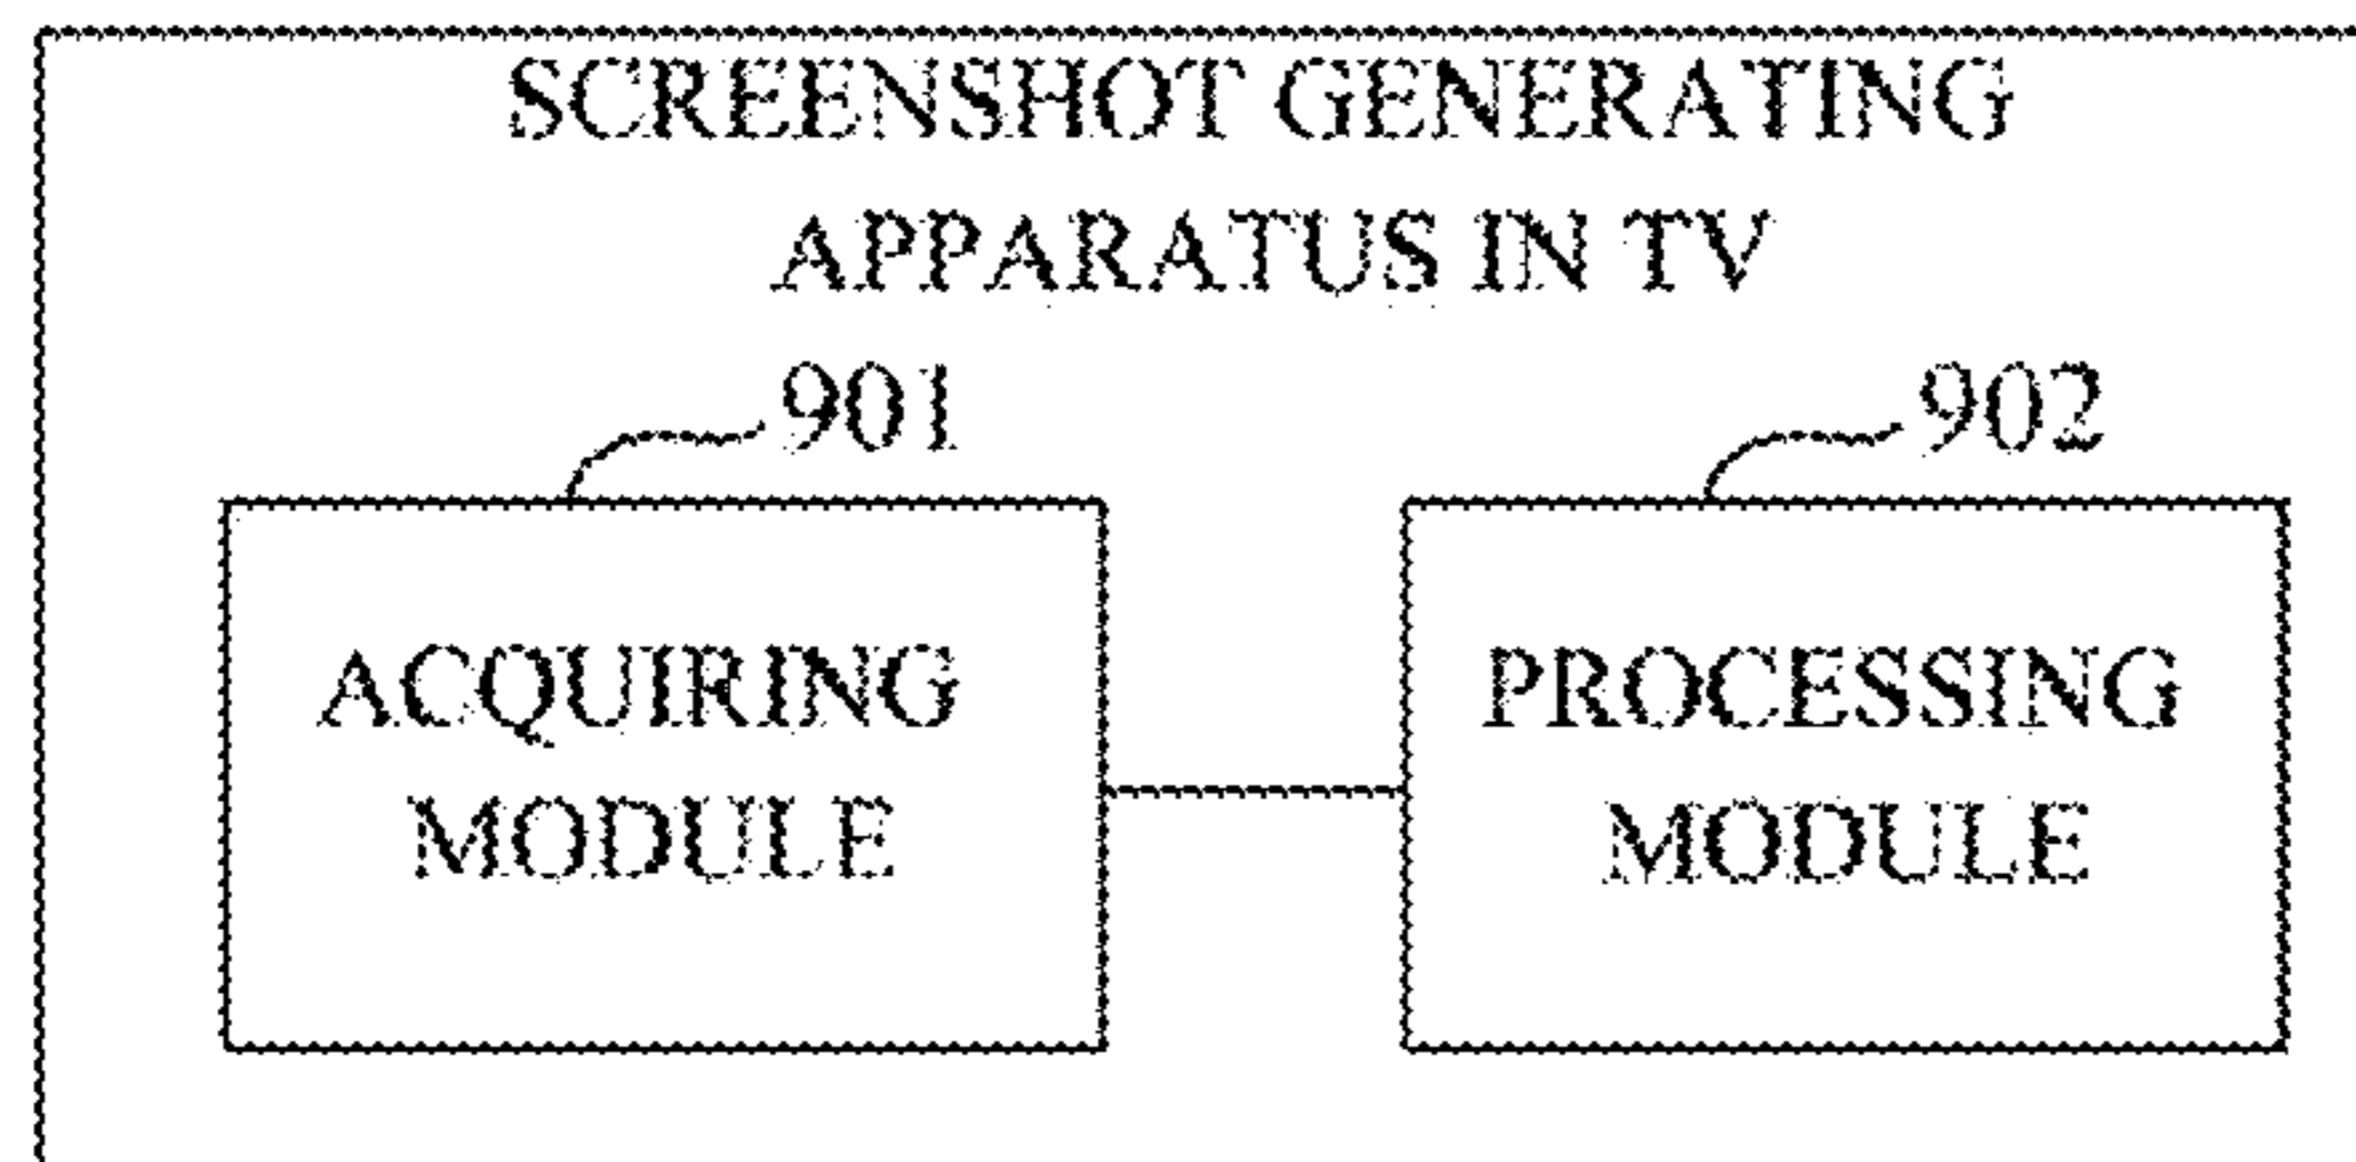 SCREENSHOT GENERATING
APPARATUS IN TV
901
902
ACQUIRING
MODULE
PROCESSING
MODULE